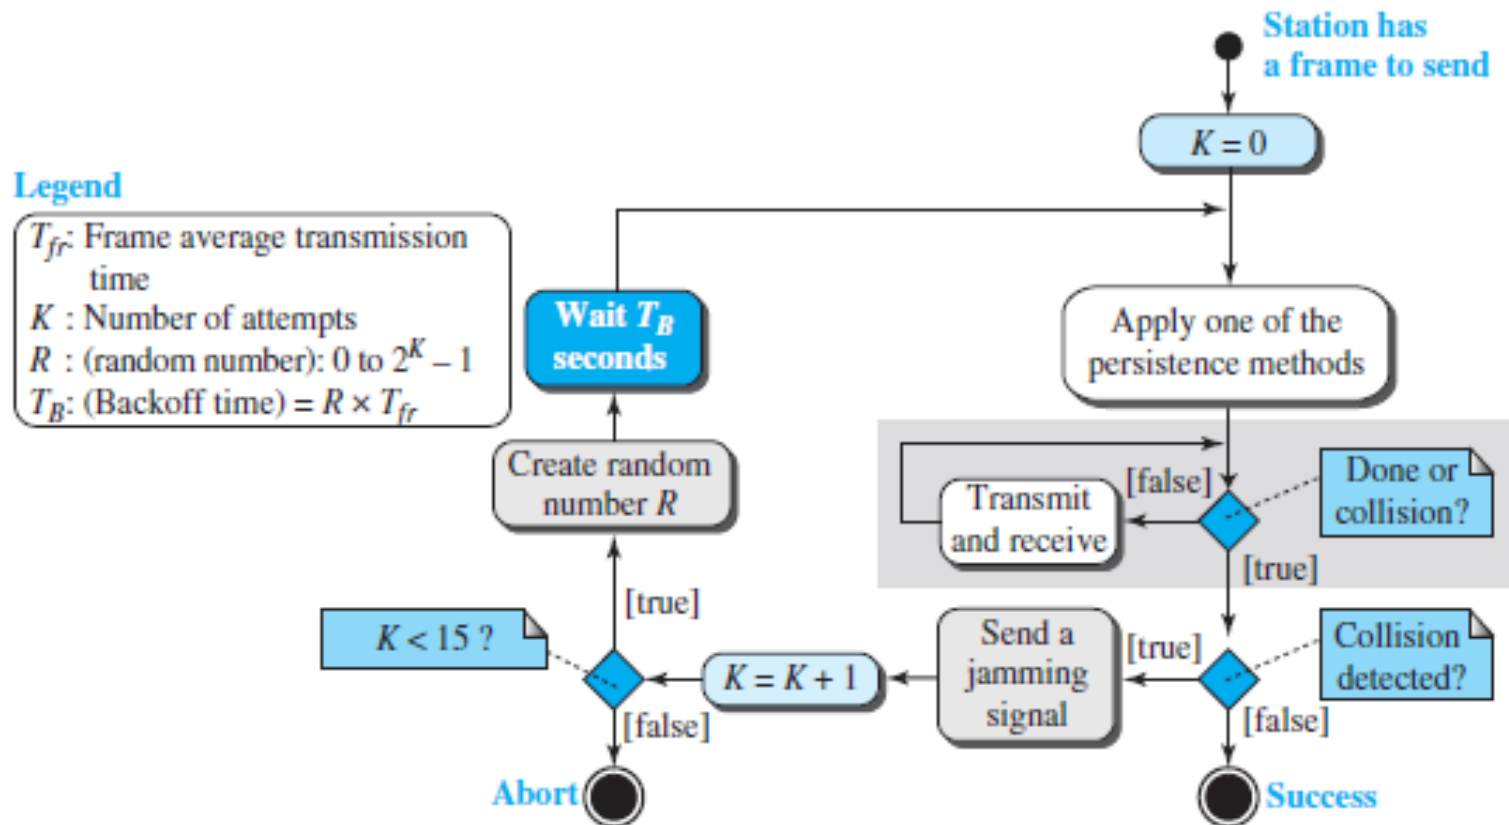 Station has
a frame to send
K = 0
Legend
T_fr: Frame average transmission
time
K : Number of attempts
R : (random number): 0 to 2^K – 1
T_B: (Backoff time) = R × T_fr
Wait T_B
seconds
Apply one of the
persistence methods
Create random
number R
Transmit
and receive
[false]
Done or
collision?
[true]
[true]
K < 15 ?
K = K + 1
Send a
jamming
signal
[true]
Collision
detected?
[false]
[false]
Abort
Success